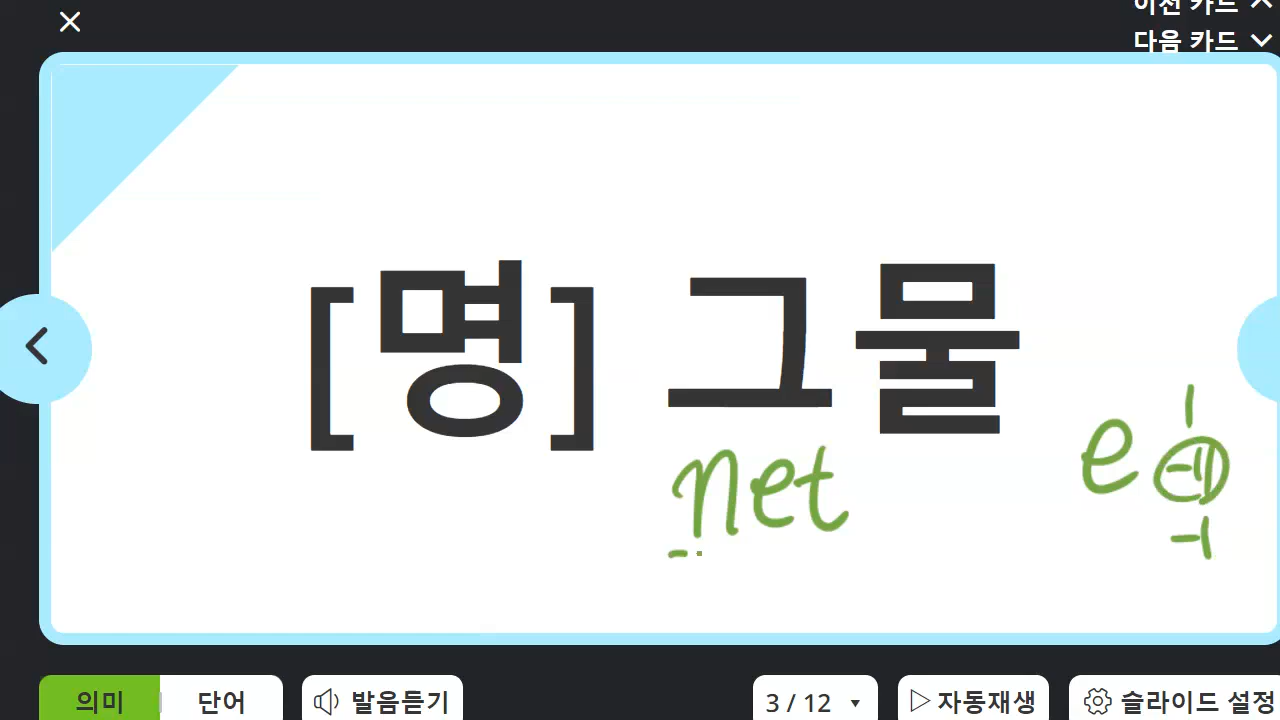 이전 카드
다음 카드
[명] 그물
net
e ㅣ ㅓ
ㅓ
의미 단어 발음듣기 3 / 12 자동재생 슬라이드 설정